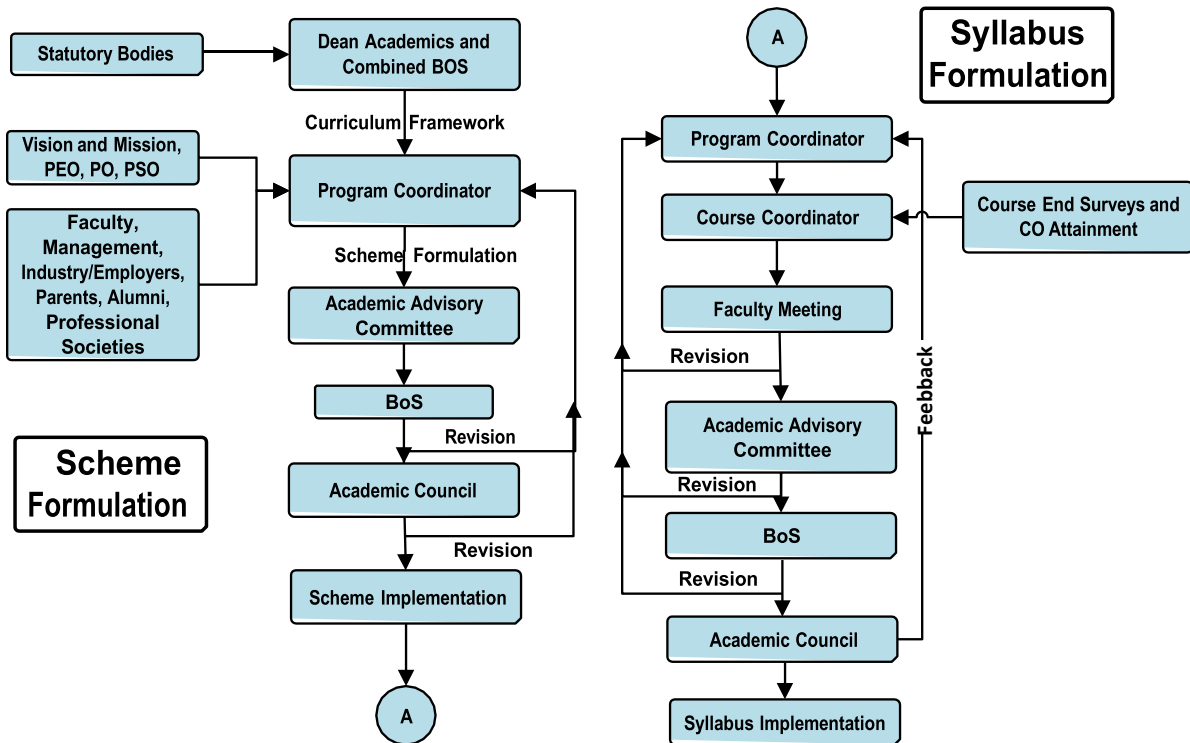 Statutory Bodies
Dean Academics and
Combined BOS
Curriculum Framework
Vision and Mission,
PEO, PO, PSO
Program Coordinator
Faculty,
Management,
Industry/Employers,
Parents, Alumni,
Professional
Societies
Scheme Formulation
Academic Advisory
Committee
BoS
Revision
Scheme
Formulation
Academic Council
Revision
Scheme Implementation
A
A
Syllabus
Formulation
Program Coordinator
Course Coordinator
Course End Surveys and
CO Attainment
Faculty Meeting
Revision
Feebback
Academic Advisory
Committee
Revision
BoS
Revision
Academic Council
Syllabus Implementation